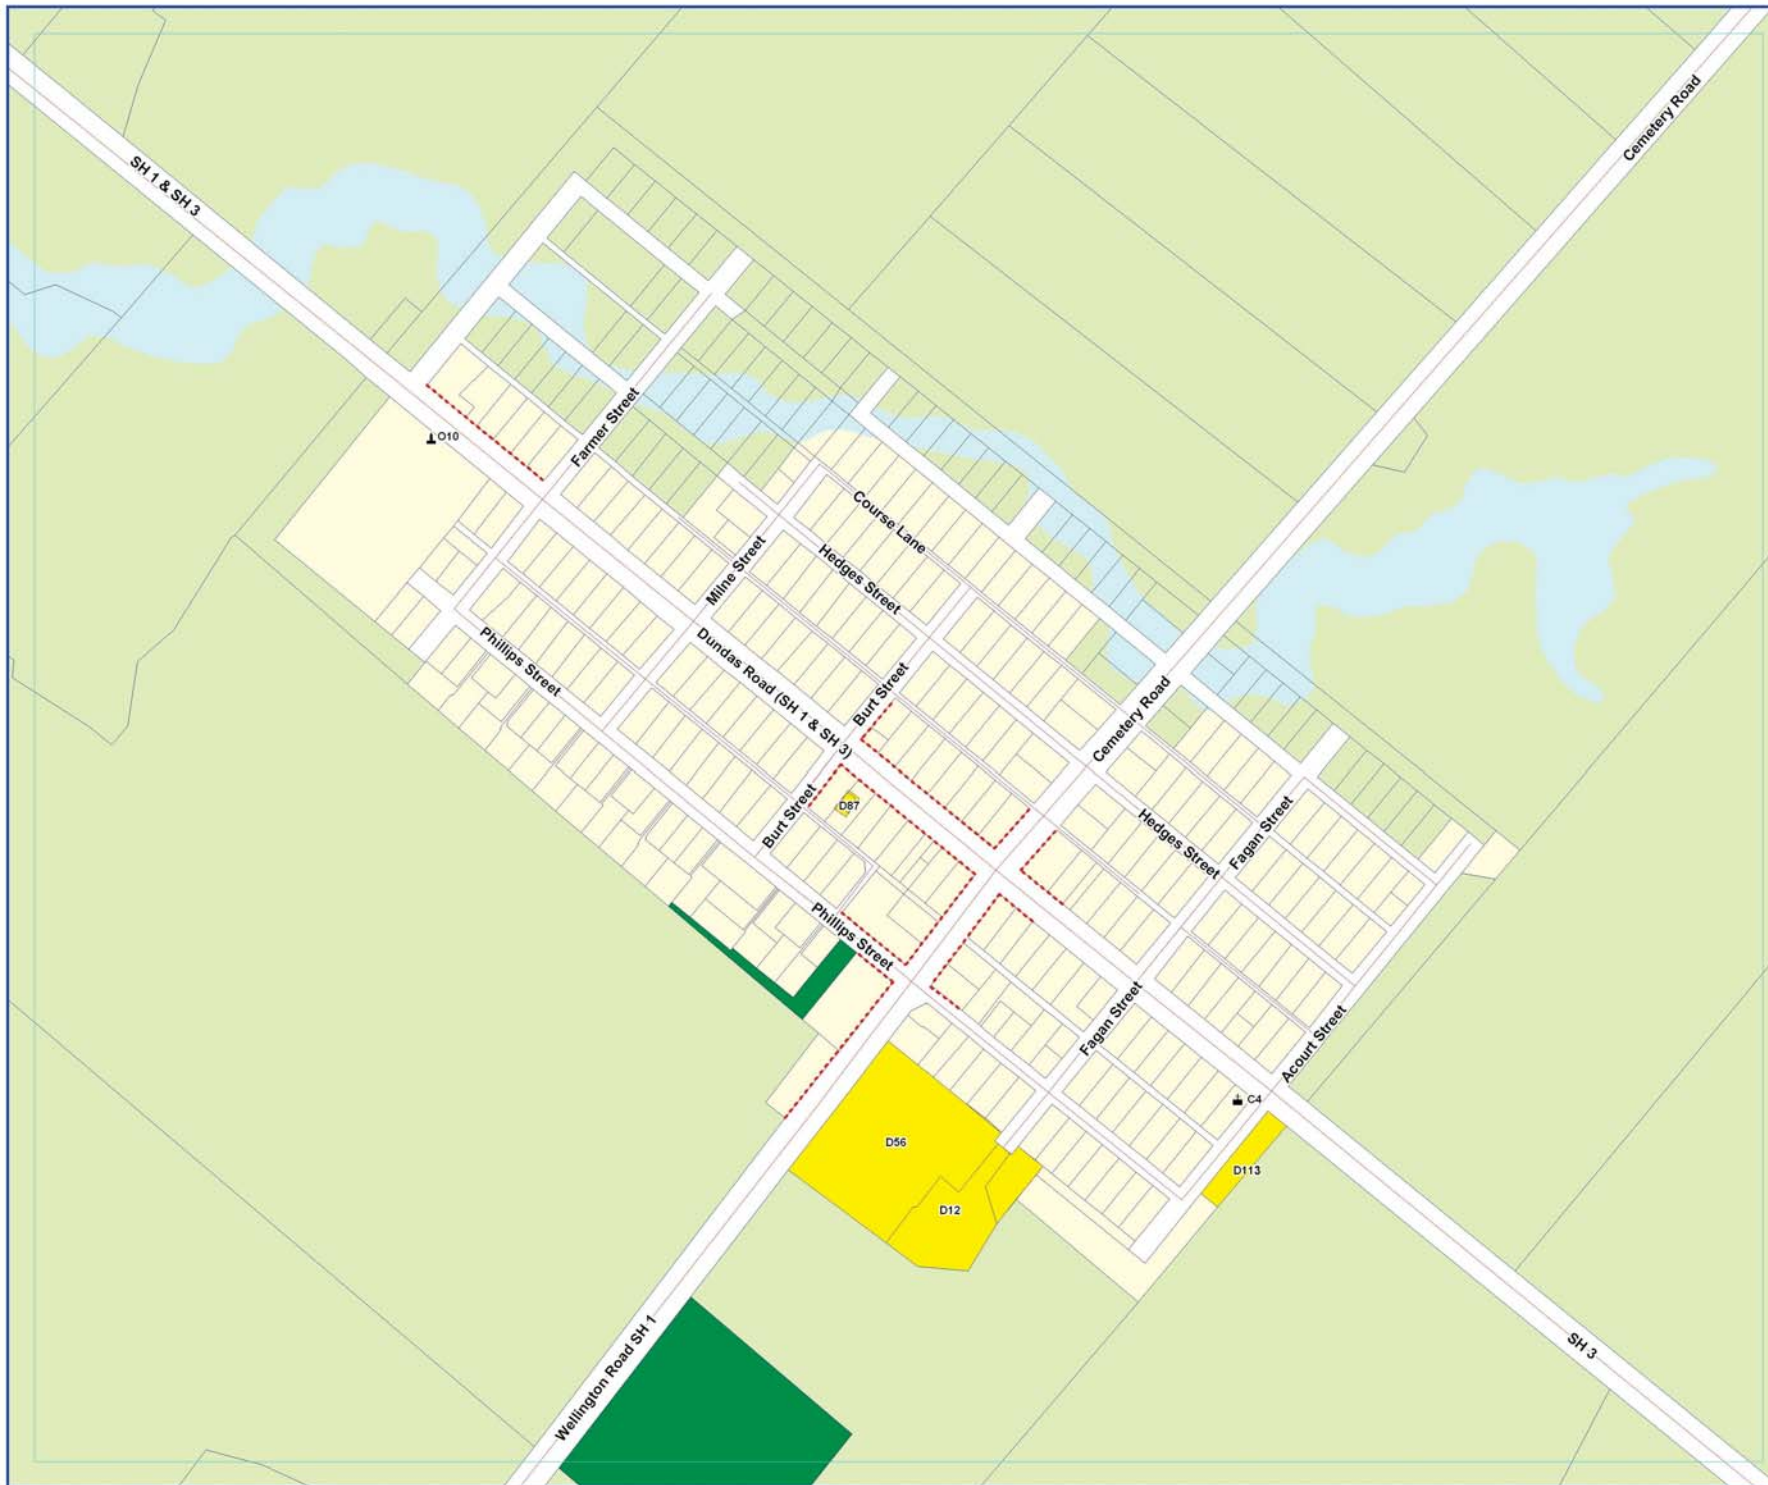 Cemetery Road
SH 1 & SH 3
Farmer Street
O10
Course Lane
Hedges Street
Milne Street
Phillips Street
Dundas Road (SH 1 & SH 3)
Burt Street
Cemetery Road
D87
Burt Street
Hedges Street
Fagan Street
Phillips Street
Fagan Street
Acourt Street
C4
D56
D113
D12
Wellington Road SH 1
SH 3